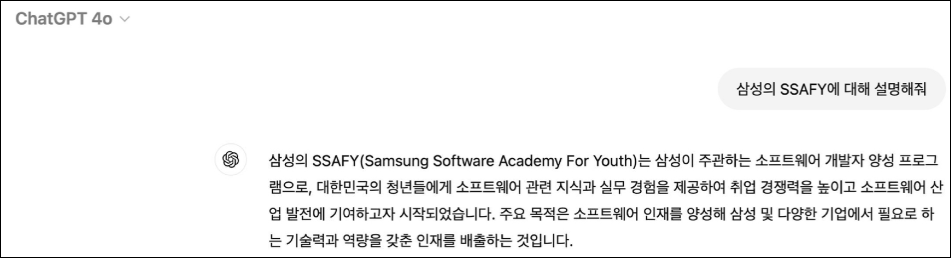 ChatGPT 4o
삼성의 SSAFY에 대해 설명해줘
삼성의 SSAFY(Samsung Software Academy For Youth)는 삼성이 주관하는 소프트웨어 개발자 양성 프로그
램으로, 대한민국의 청년들에게 소프트웨어 관련 지식과 실무 경험을 제공하여 취업 경쟁력을 높이고 소프트웨어 산
업 발전에 기여하고자 시작되었습니다. 주요 목적은 소프트웨어 인재를 양성해 삼성 및 다양한 기업에서 필요로 하
는 기술력과 역량을 갖춘 인재를 배출하는 것입니다.